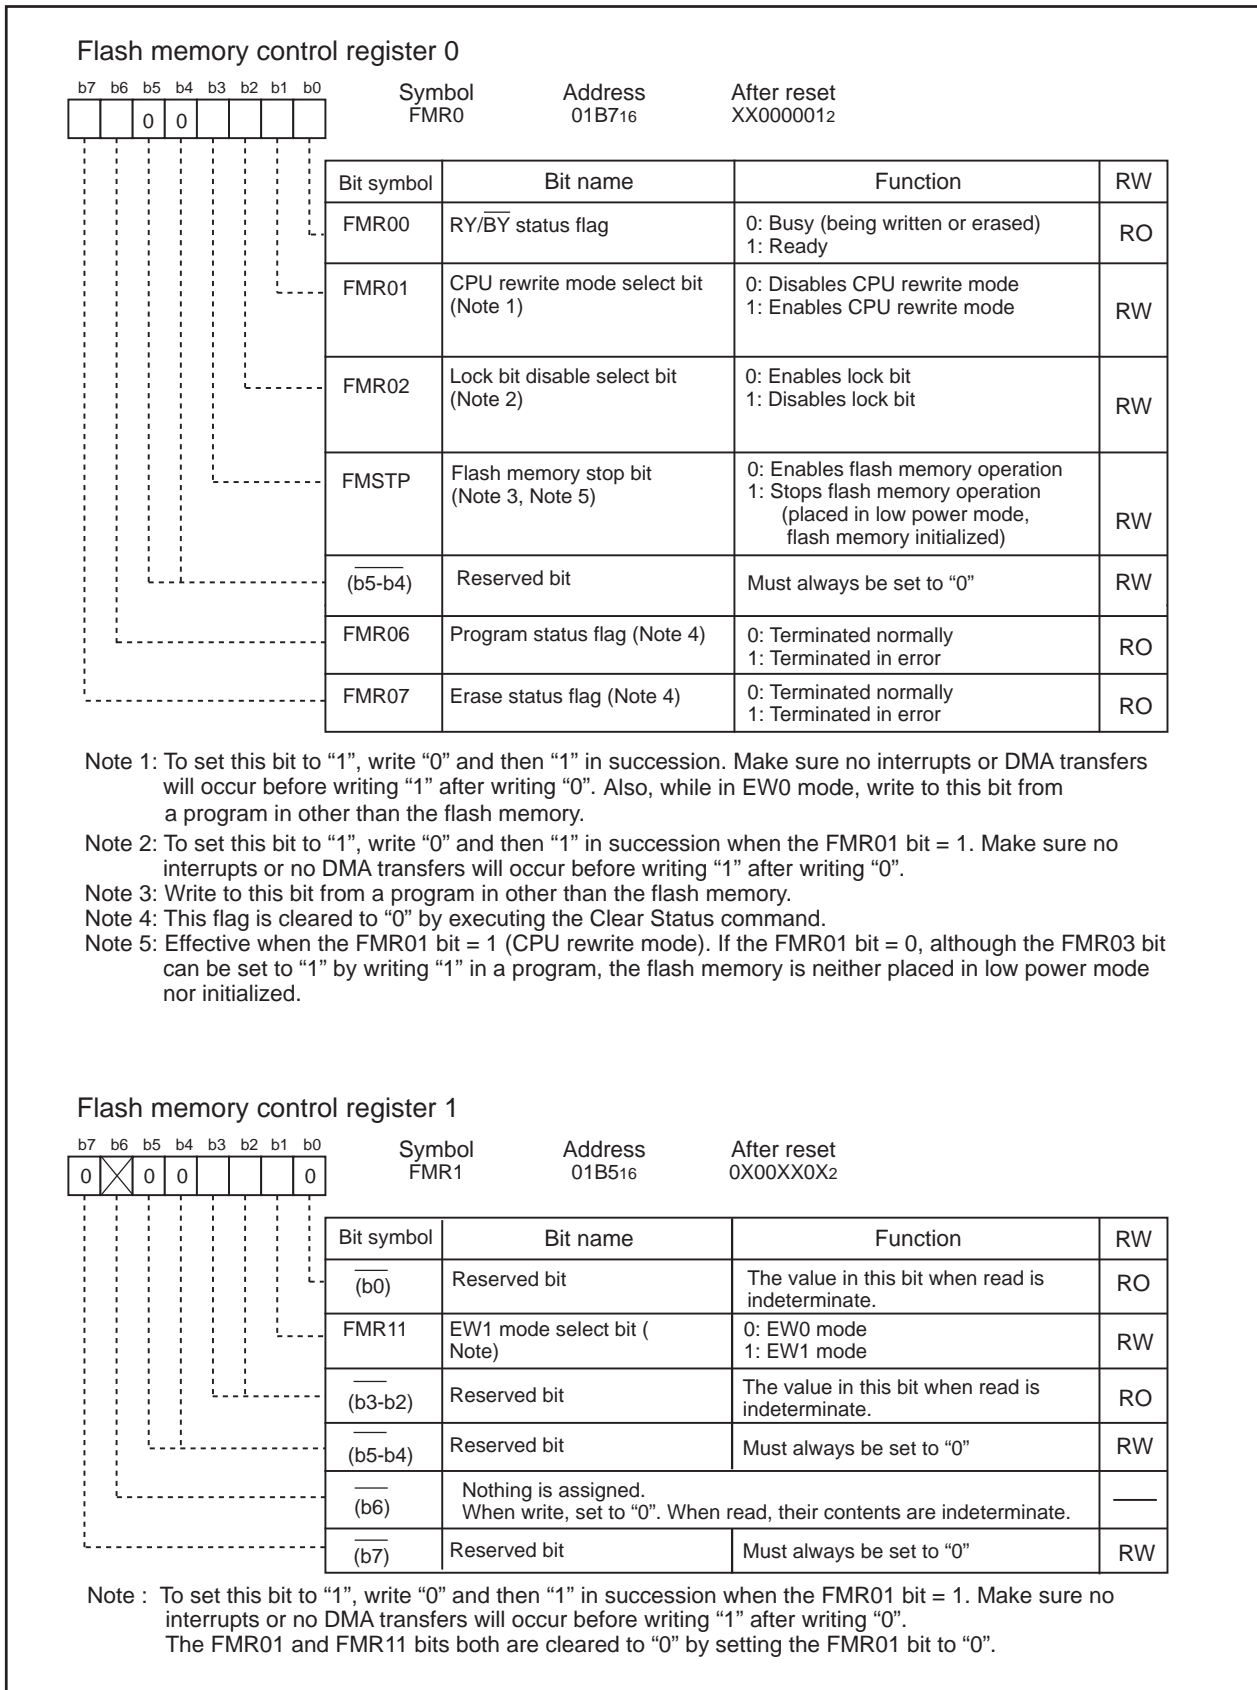 Flash memory control register 0
b7 b6 b5 b4 b3 b2 b1 b0
0 0
Symbol Address After reset
FMR0 01B716 XX0000012
Bit symbol Bit name Function RW
FMR00 RY/BY status flag 0: Busy (being written or erased) RO
1: Ready
FMR01 CPU rewrite mode select bit 0: Disables CPU rewrite mode RW
(Note 1) 1: Enables CPU rewrite mode
FMR02 Lock bit disable select bit 0: Enables lock bit RW
(Note 2) 1: Disables lock bit
FMSTP Flash memory stop bit 0: Enables flash memory operation RW
(Note 3, Note 5) 1: Stops flash memory operation
(placed in low power mode,
flash memory initialized)
(b5-b4) Reserved bit Must always be set to “0” RW
FMR06 Program status flag (Note 4) 0: Terminated normally RO
1: Terminated in error
FMR07 Erase status flag (Note 4) 0: Terminated normally RO
1: Terminated in error
Note 1: To set this bit to “1”, write “0” and then “1” in succession. Make sure no interrupts or DMA transfers
will occur before writing “1” after writing “0”. Also, while in EW0 mode, write to this bit from
a program in other than the flash memory.
Note 2: To set this bit to “1”, write “0” and then “1” in succession when the FMR01 bit = 1. Make sure no
interrupts or no DMA transfers will occur before writing “1” after writing “0”.
Note 3: Write to this bit from a program in other than the flash memory.
Note 4: This flag is cleared to “0” by executing the Clear Status command.
Note 5: Effective when the FMR01 bit = 1 (CPU rewrite mode). If the FMR01 bit = 0, although the FMR03 bit
can be set to “1” by writing “1” in a program, the flash memory is neither placed in low power mode
nor initialized.
Flash memory control register 1
b7 b6 b5 b4 b3 b2 b1 b0
0 0 0 0
Symbol Address After reset
FMR1 01B516 0X00XX0X2
Bit symbol Bit name Function RW
(b0) Reserved bit The value in this bit when read is RO
indeterminate.
FMR11 EW1 mode select bit ( 0: EW0 mode RW
Note) 1: EW1 mode
(b3-b2) Reserved bit The value in this bit when read is RO
indeterminate.
(b5-b4) Reserved bit Must always be set to “0” RW
(b6) Nothing is assigned.
When write, set to “0”. When read, their contents are indeterminate.
(b7) Reserved bit Must always be set to “0” RW
Note : To set this bit to “1”, write “0” and then “1” in succession when the FMR01 bit = 1. Make sure no
interrupts or no DMA transfers will occur before writing “1” after writing “0”.
The FMR01 and FMR11 bits both are cleared to “0” by setting the FMR01 bit to “0”.